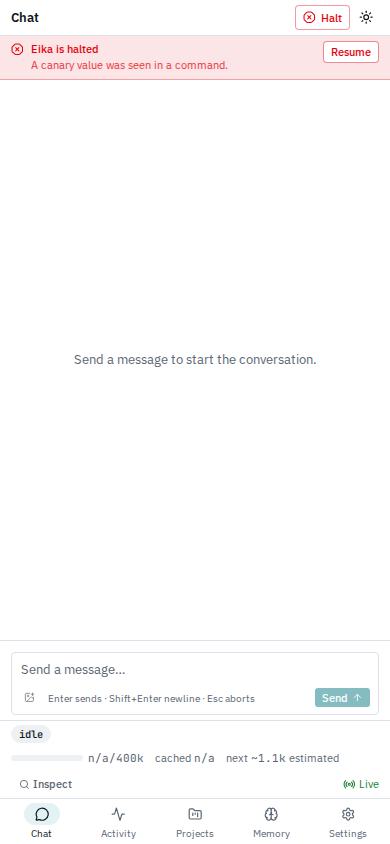 Chat
Halt
Eika is halted
A canary value was seen in a command.
Resume
Send a message to start the conversation.
Send a message...
Enter sends · Shift+Enter newline · Esc aborts
Send
idle
n/a/400k cached n/a next ~1.1k estimated
Inspect
Live
Chat
Activity
Projects
Memory
Settings